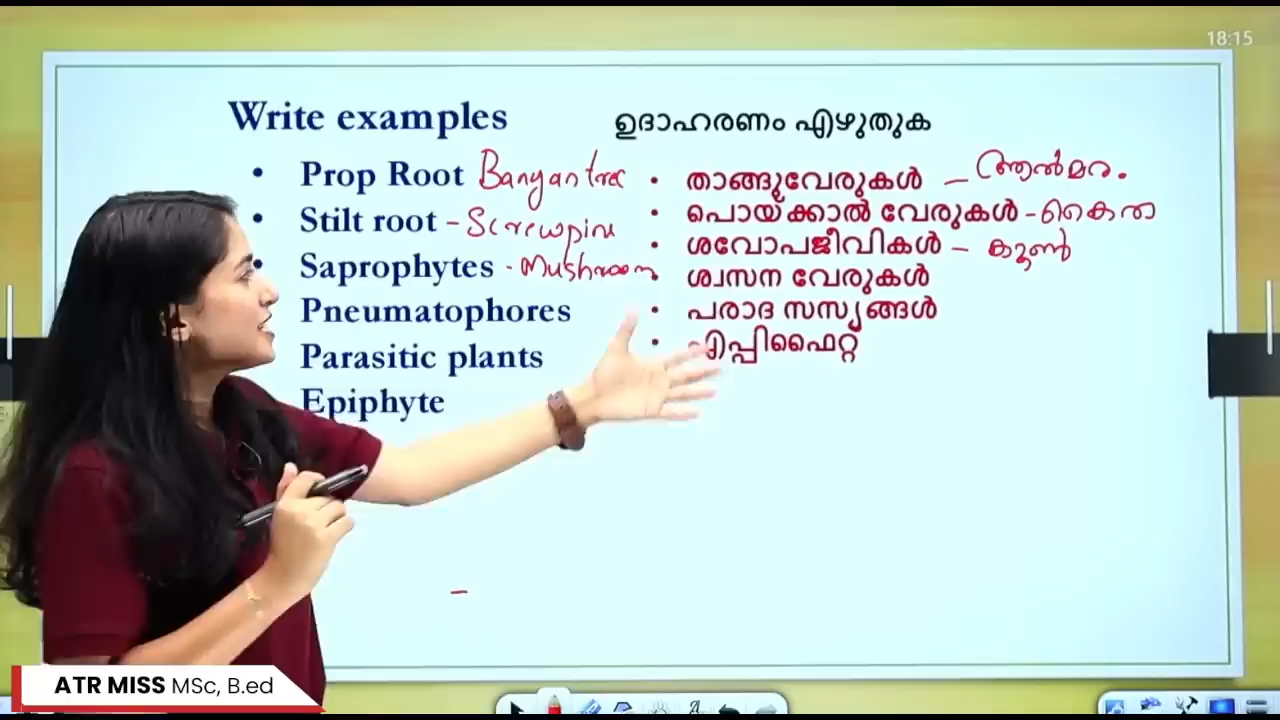 18:15
Write examples
ഉദാഹരണം എഴുതുക
• Prop Root Banyan tree
• Stilt root - Screwpine
• Saprophytes - Mushroom
Pneumatophores
Parasitic plants
Epiphyte
• താങ്ങുവേരുകൾ – ആൽമരം.
• പൊയ്ക്കാൽ വേരുകൾ - കൈത
• ശവോപജീവികൾ – കൂൺ
• ശ്വസന വേരുകൾ
• പരാദ സസ്യങ്ങൾ
• എപ്പിഫൈറ്റ്
ATR MISS MSc, B.ed